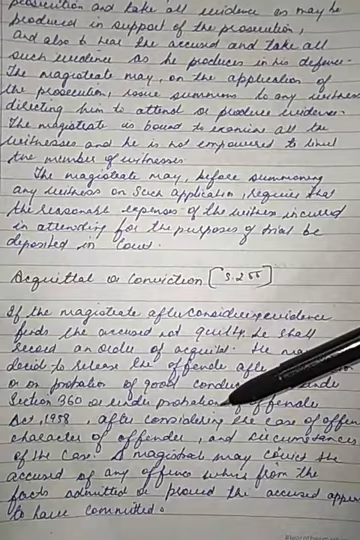 prosecution and take all evidence as may be
produced in support of the prosecution,
and also to hear the accused and take all
such evidence as he produces in his defence.
The magistrate may, on the application of
the prosecution, issue summons to any witness
directing him to attend or produce evidence.
The magistrate is bound to examine all the
witnesses and he is not empowered to limit
the number of witnesses
The magistrate may, before summoning
any witness on such application, require that
the reasonable expenses of the witness incurred
in attending for the purposes of trial be
deposited in Court.
Acquittal or Conviction [S.255]
If the magistrate after considering evidence
finds the accused not guilty, he shall
record an order of acquittal. He may
decide to release the offender after
or on probation of good conduct
Section 360 or under probation of offender
Act, 1958, after considering the case of offen
character of offender, and circumstances
of the case. A magistrate may convict the
accused of any offence which from the
facts admitted or proved the accused appears
to have committed.